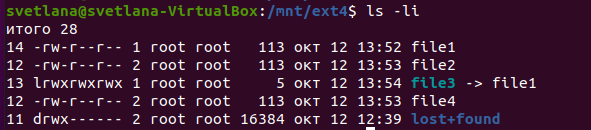 svetlana@svetlana-VirtualBox:/mnt/ext4$ ls -li
итого 28
14 -rw-r--r-- 1 root root   113 окт 12 13:52 file1
12 -rw-r--r-- 2 root root   113 окт 12 13:53 file2
13 lrwxrwxrwx 1 root root     5 окт 12 13:54 file3 -> file1
12 -rw-r--r-- 2 root root   113 окт 12 13:53 file4
11 drwx------ 2 root root 16384 окт 12 12:39 lost+found